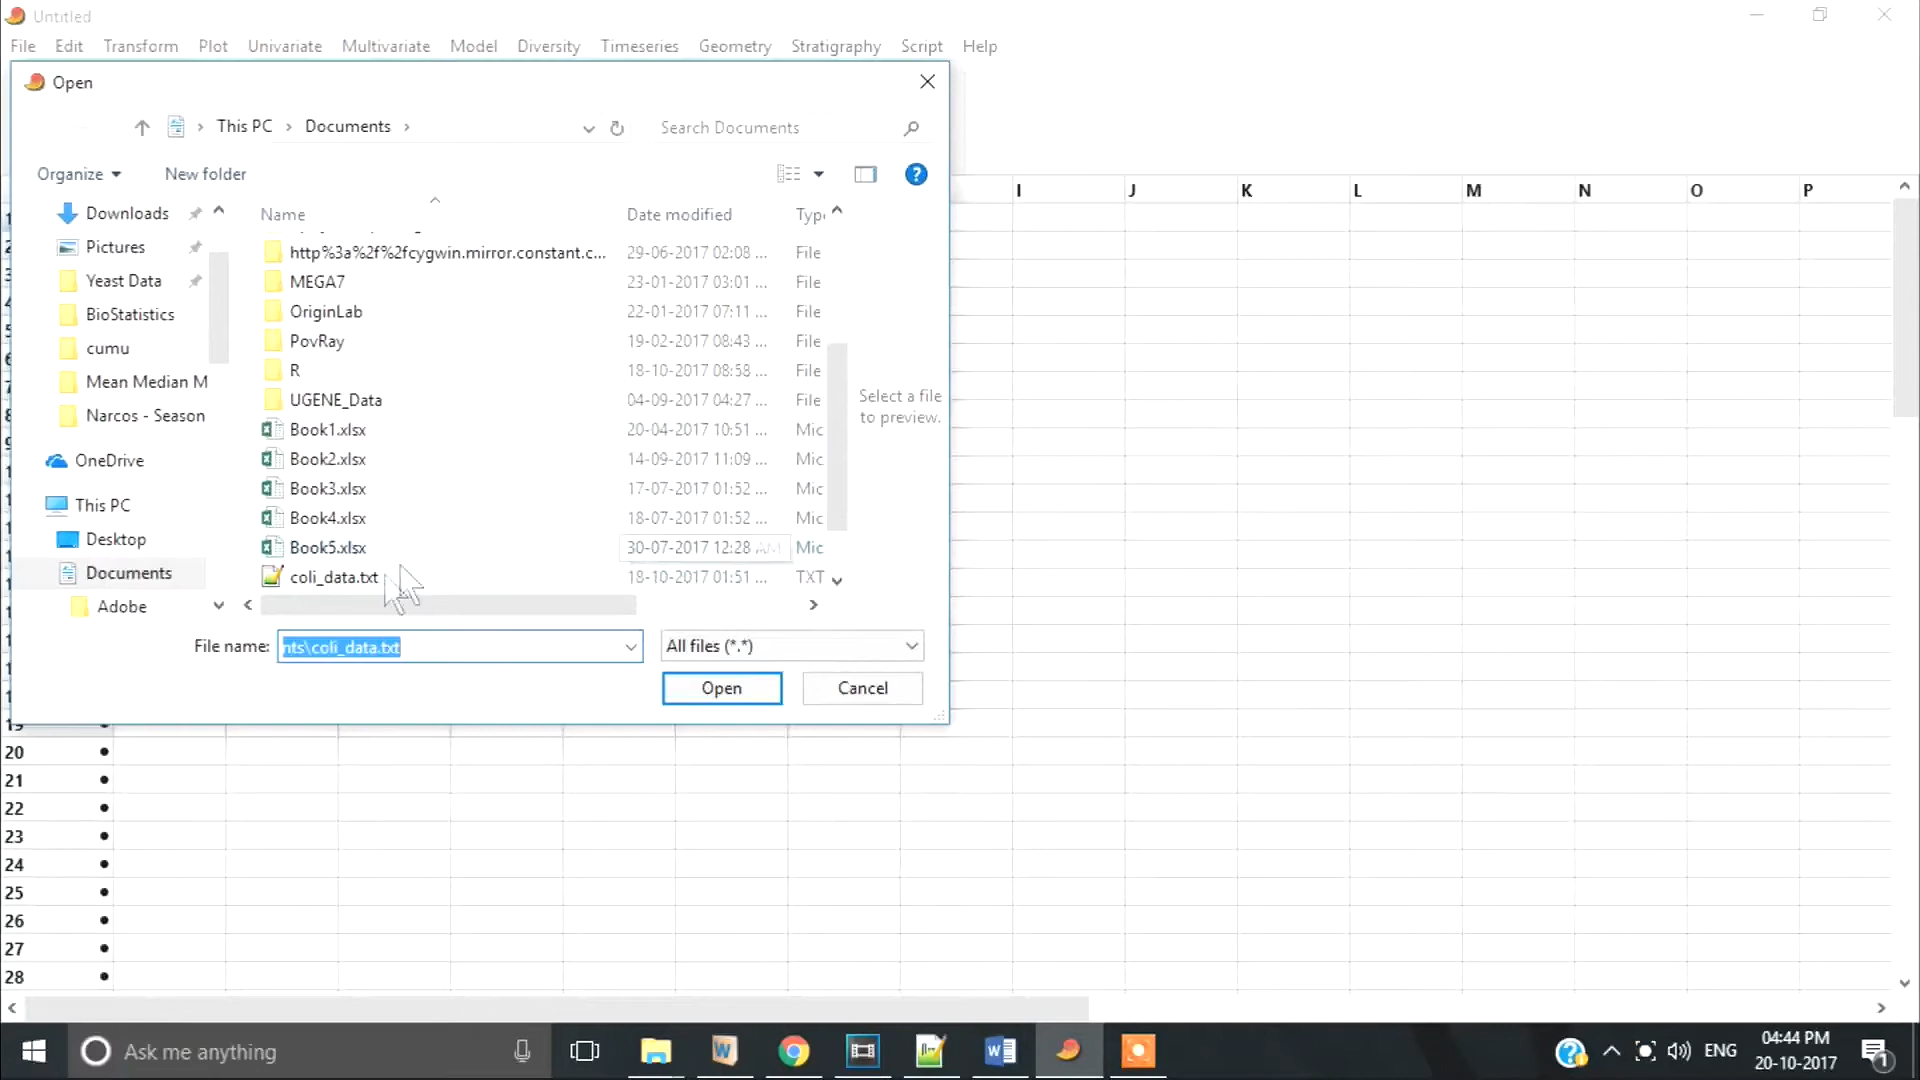 Untitled
File Edit Transform Plot Univariate Multivariate Model Diversity Timeseries Geometry Stratigraphy Script Help
Open
This PC > Documents >
Search Documents
Organize
New folder
Name Date modified Type
Downloads
Pictures
Yeast Data
BioStatistics
cumu
Mean Median M
Narcos - Season
OneDrive
This PC
Desktop
Documents
Adobe
http%3a%2f%2fcygwin.mirror.constant.c... 29-06-2017 02:08 ... File
MEGA7 23-01-2017 03:01 ... File
OriginLab 22-01-2017 07:11 ... File
PovRay 19-02-2017 08:43 ... File
R 18-10-2017 08:58 ... File
UGENE_Data 04-09-2017 04:27 ... File
Book1.xlsx 20-04-2017 10:51 ... Mic
Book2.xlsx 14-09-2017 11:09 ... Mic
Book3.xlsx 17-07-2017 01:52 ... Mic
Book4.xlsx 18-07-2017 01:52 ... Mic
Book5.xlsx 30-07-2017 12:28 AM Mic
coli_data.txt 18-10-2017 01:51 ... TXT
Select a file
to preview.
File name: nts\coli_data.txt
All files (*.*)
Open
Cancel
I J K L M N O P
19
20
21
22
23
24
25
26
27
28
Ask me anything
ENG
04:44 PM
20-10-2017
1